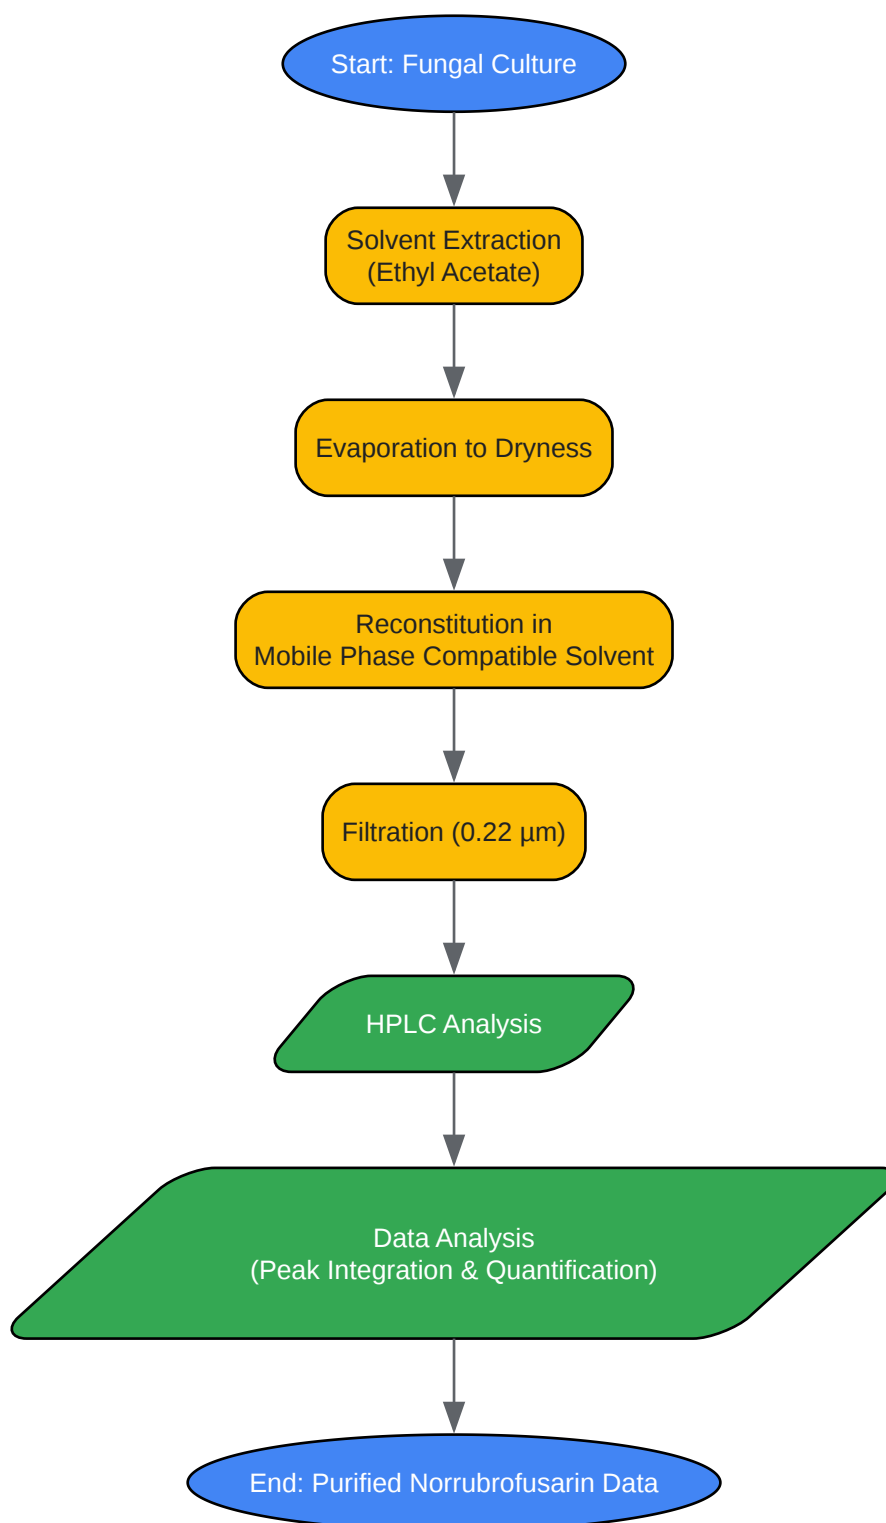 Start: Fungal Culture
Solvent Extraction
(Ethyl Acetate)
Evaporation to Dryness
Reconstitution in
Mobile Phase Compatible Solvent
Filtration (0.22 µm)
HPLC Analysis
Data Analysis
(Peak Integration & Quantification)
End: Purified Norrubrofusarin Data